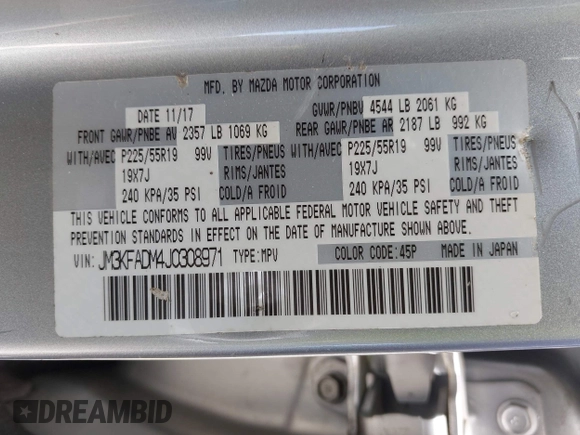 MFD. BY MAZDA MOTOR CORPORATION
DATE 11/17 GVWR/PNBV 4544 LB 2061 KG
FRONT GAWR/PNBE AV 2357 LB 1069 KG REAR GAWR/PNBE AR 2187 LB 992 KG
WITH/AVEC P225/55R19 99V TIRES/PNEUS WITH/AVEC P225/55R19 99V TIRES/PNEUS
19X7J RIMS/JANTES 19X7J RIMS/JANTES
240 KPA/35 PSI COLD/A FROID 240 KPA/35 PSI COLD/A FROID
THIS VEHICLE CONFORMS TO ALL APPLICABLE FEDERAL MOTOR VEHICLE SAFETY AND THEFT
PREVENTION STANDARDS IN EFFECT ON THE DATE OF MANUFACTURE SHOWN ABOVE.
VIN: JM3KFADM4J0308971 TYPE:MPV COLOR CODE:45P MADE IN JAPAN
DREAMBID